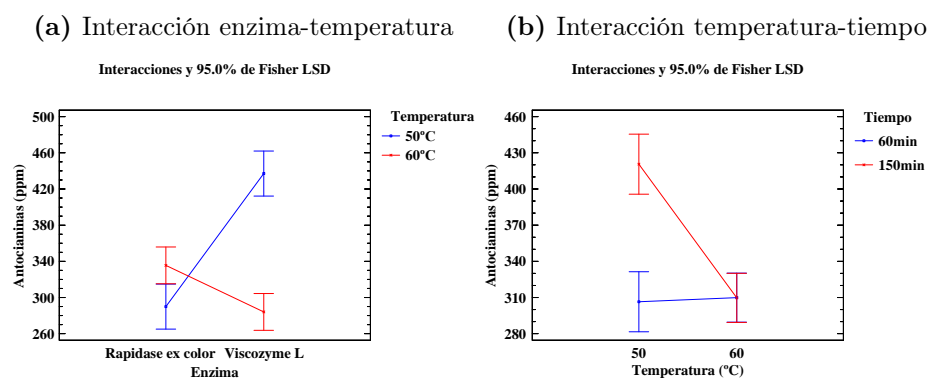 (a) Interacción enzima-temperatura
Interacciones y 95.0% de Fisher LSD
Temperatura
50ºC
60ºC
Autocianinas (ppm)
500
460
420
380
340
300
260
Rapidase ex color
Viscozyme L
Enzima
(b) Interacción temperatura-tiempo
Interacciones y 95.0% de Fisher LSD
Tiempo
60min
150min
Autocianinas (ppm)
460
430
400
370
340
310
280
50
60
Temperatura (ºC)